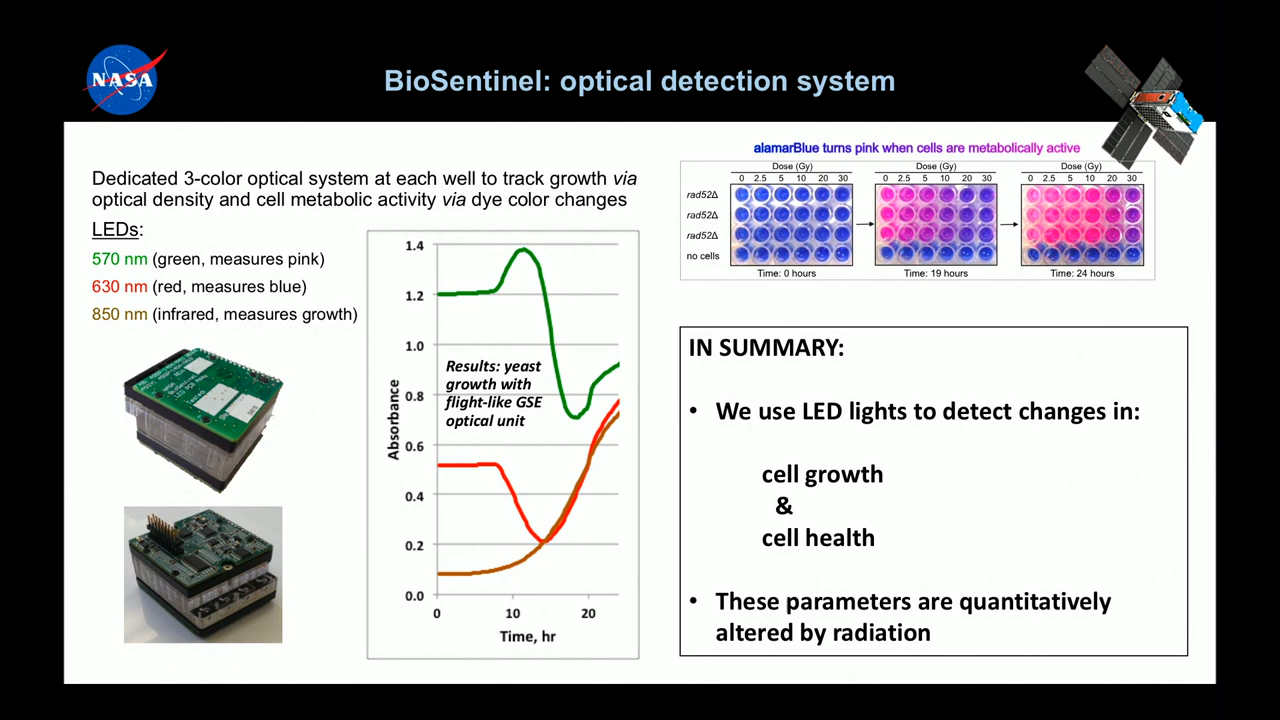 NASA
BioSentinel: optical detection system
Dedicated 3-color optical system at each well to track growth via
optical density and cell metabolic activity via dye color changes
LEDs:
570 nm (green, measures pink)
630 nm (red, measures blue)
850 nm (infrared, measures growth)
1.4
1.2
1.0
0.8
0.6
0.4
0.2
0.0
Absorbance
Results: yeast
growth with
flight-like GSE
optical unit
0 10 20
Time, hr
alamarBlue turns pink when cells are metabolically active
Dose (Gy) Dose (Gy) Dose (Gy)
0 2.5 5 10 20 30 0 2.5 5 10 20 30 0 2.5 5 10 20 30
rad52Δ
rad52Δ
rad52Δ
no cells
Time: 0 hours Time: 19 hours Time: 24 hours
IN SUMMARY:
• We use LED lights to detect changes in:
cell growth
&
cell health
• These parameters are quantitatively
altered by radiation